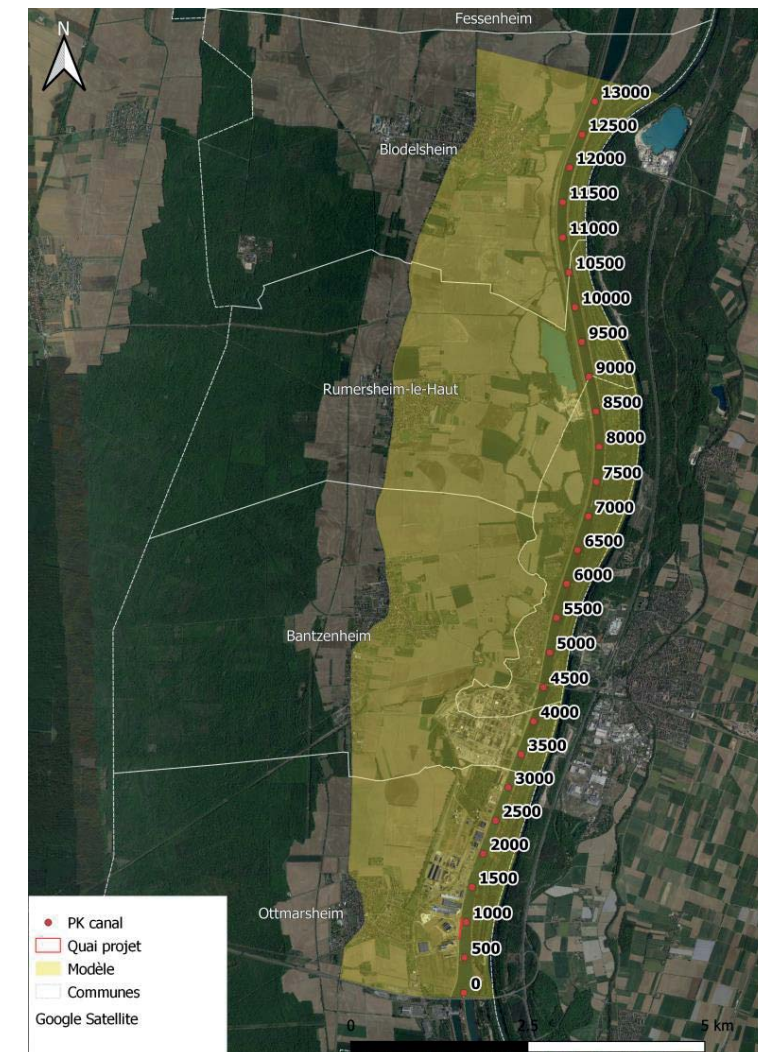 Fessenheim
N
13000
12500
Blodelsheim
12000
11500
11000
10500
10000
9500
9000
Rumersheim-le-Haut
8500
8000
7500
7000
6500
6000
5500
Bantzenheim
5000
4500
4000
3500
3000
2500
2000
1500
Ottmarsheim
1000
500
0
PK canal
Quai projet
Modèle
Communes
Google Satellite
0 2.5 5 km